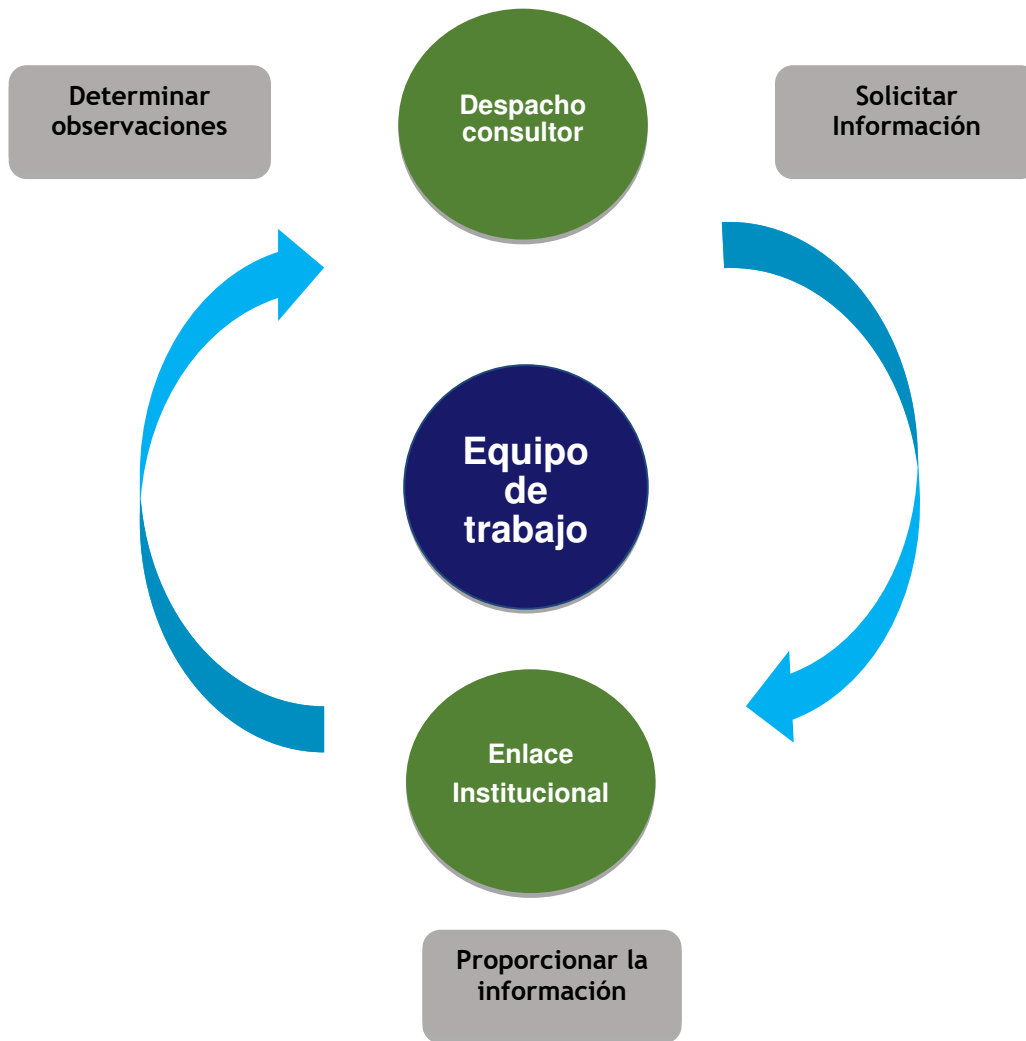 Determinar
observaciones
Despacho
consultor
Solicitar
Información
Equipo
de
trabajo
Enlace
Institucional
Proporcionar la
información